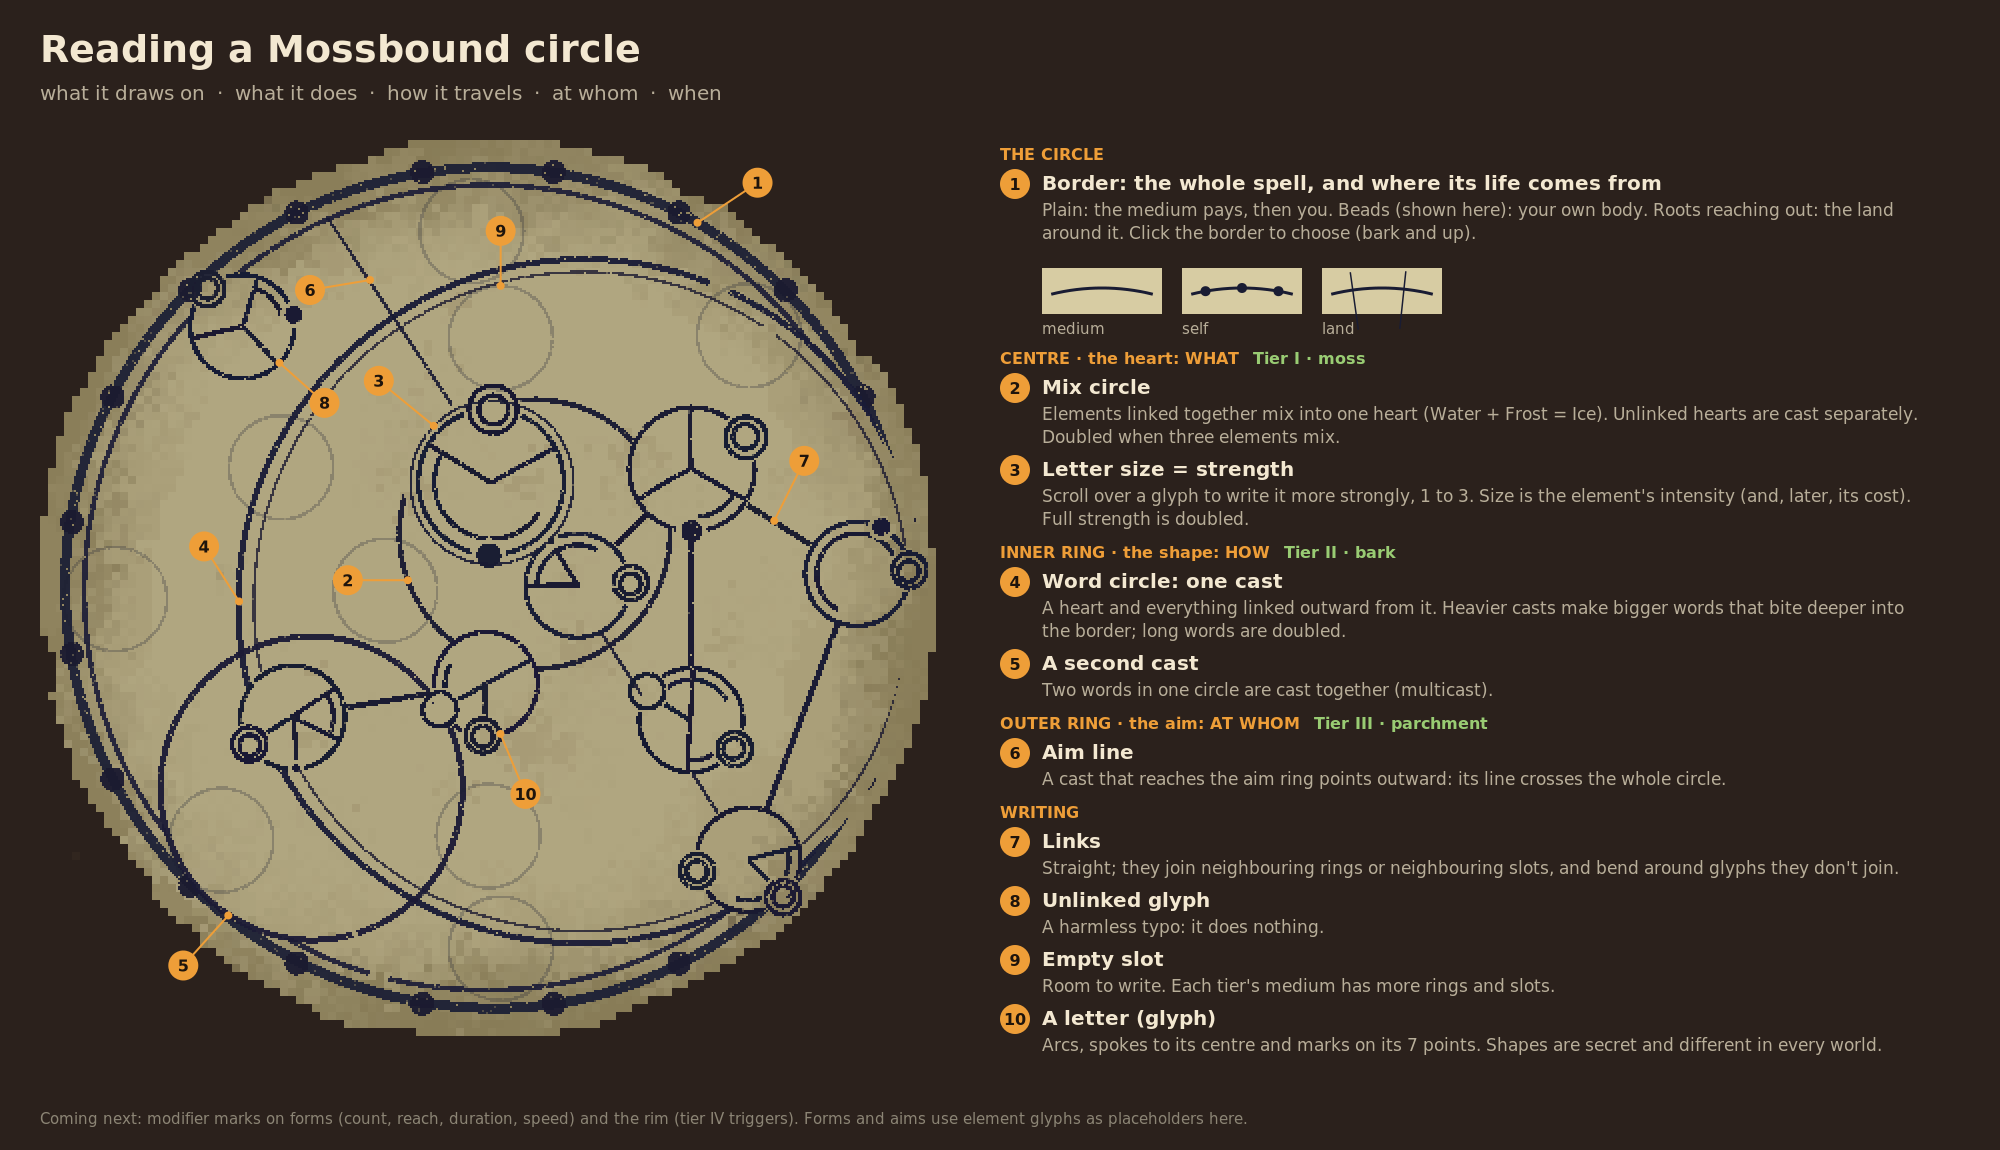 Reading a Mossbound circle
what it draws on · what it does · how it travels · at whom · when
1
9
6
3
8
7
4
2
10
5
THE CIRCLE
1 Border: the whole spell, and where its life comes from
Plain: the medium pays, then you. Beads (shown here): your own body. Roots reaching out: the land
around it. Click the border to choose (bark and up).
medium self land
CENTRE · the heart: WHAT Tier I · moss
2 Mix circle
Elements linked together mix into one heart (Water + Frost = Ice). Unlinked hearts are cast separately.
Doubled when three elements mix.
3 Letter size = strength
Scroll over a glyph to write it more strongly, 1 to 3. Size is the element's intensity (and, later, its cost).
Full strength is doubled.
INNER RING · the shape: HOW Tier II · bark
4 Word circle: one cast
A heart and everything linked outward from it. Heavier casts make bigger words that bite deeper into
the border; long words are doubled.
5 A second cast
Two words in one circle are cast together (multicast).
OUTER RING · the aim: AT WHOM Tier III · parchment
6 Aim line
A cast that reaches the aim ring points outward: its line crosses the whole circle.
WRITING
7 Links
Straight; they join neighbouring rings or neighbouring slots, and bend around glyphs they don't join.
8 Unlinked glyph
A harmless typo: it does nothing.
9 Empty slot
Room to write. Each tier's medium has more rings and slots.
10 A letter (glyph)
Arcs, spokes to its centre and marks on its 7 points. Shapes are secret and different in every world.
Coming next: modifier marks on forms (count, reach, duration, speed) and the rim (tier IV triggers). Forms and aims use element glyphs as placeholders here.